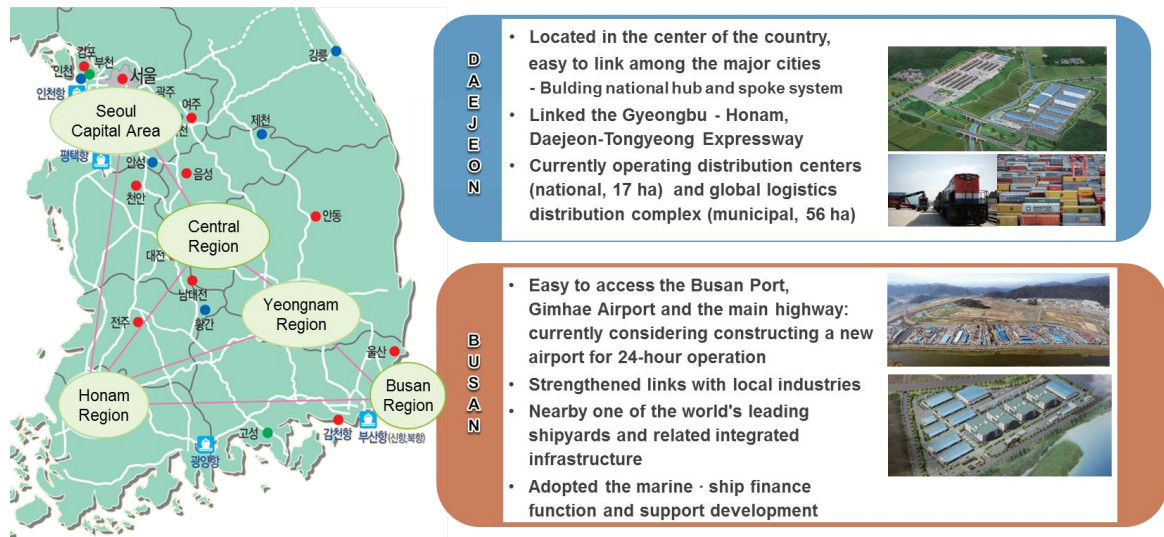 강릉
김포
부천
인천
서울
인천항
광주
여주
Seoul
Capital Area
제천
평택항
안성
음성
천안
안동
Central
Region
대전
남대전
Yeongnam
Region
황간
전주
울산
Honam
Region
Busan
Region
고성
감천항
부산항(신항,북항)
광양항
DAEJEON
• Located in the center of the country,
easy to link among the major cities
- Bulding national hub and spoke system
• Linked the Gyeongbu - Honam,
Daejeon-Tongyeong Expressway
• Currently operating distribution centers
(national, 17 ha) and global logistics
distribution complex (municipal, 56 ha)
BUSAN
• Easy to access the Busan Port,
Gimhae Airport and the main highway:
currently considering constructing a new
airport for 24-hour operation
• Strengthened links with local industries
• Nearby one of the world's leading
shipyards and related integrated
infrastructure
• Adopted the marine · ship finance
function and support development